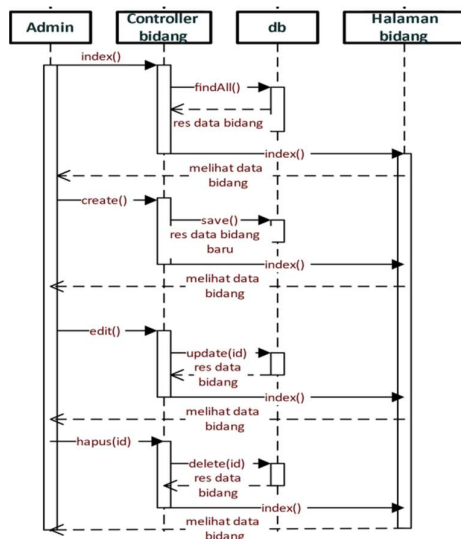 Admin
Controller
bidang
db
Halaman
bidang
index()
findAll()
res data bidang
index()
melihat data
bidang
create()
save()
res data bidang
baru
index()
melihat data
bidang
edit()
update(id)
res data
bidang
index()
melihat data
bidang
hapus(id)
delete(id)
res data
bidang
index()
melihat data
bidang